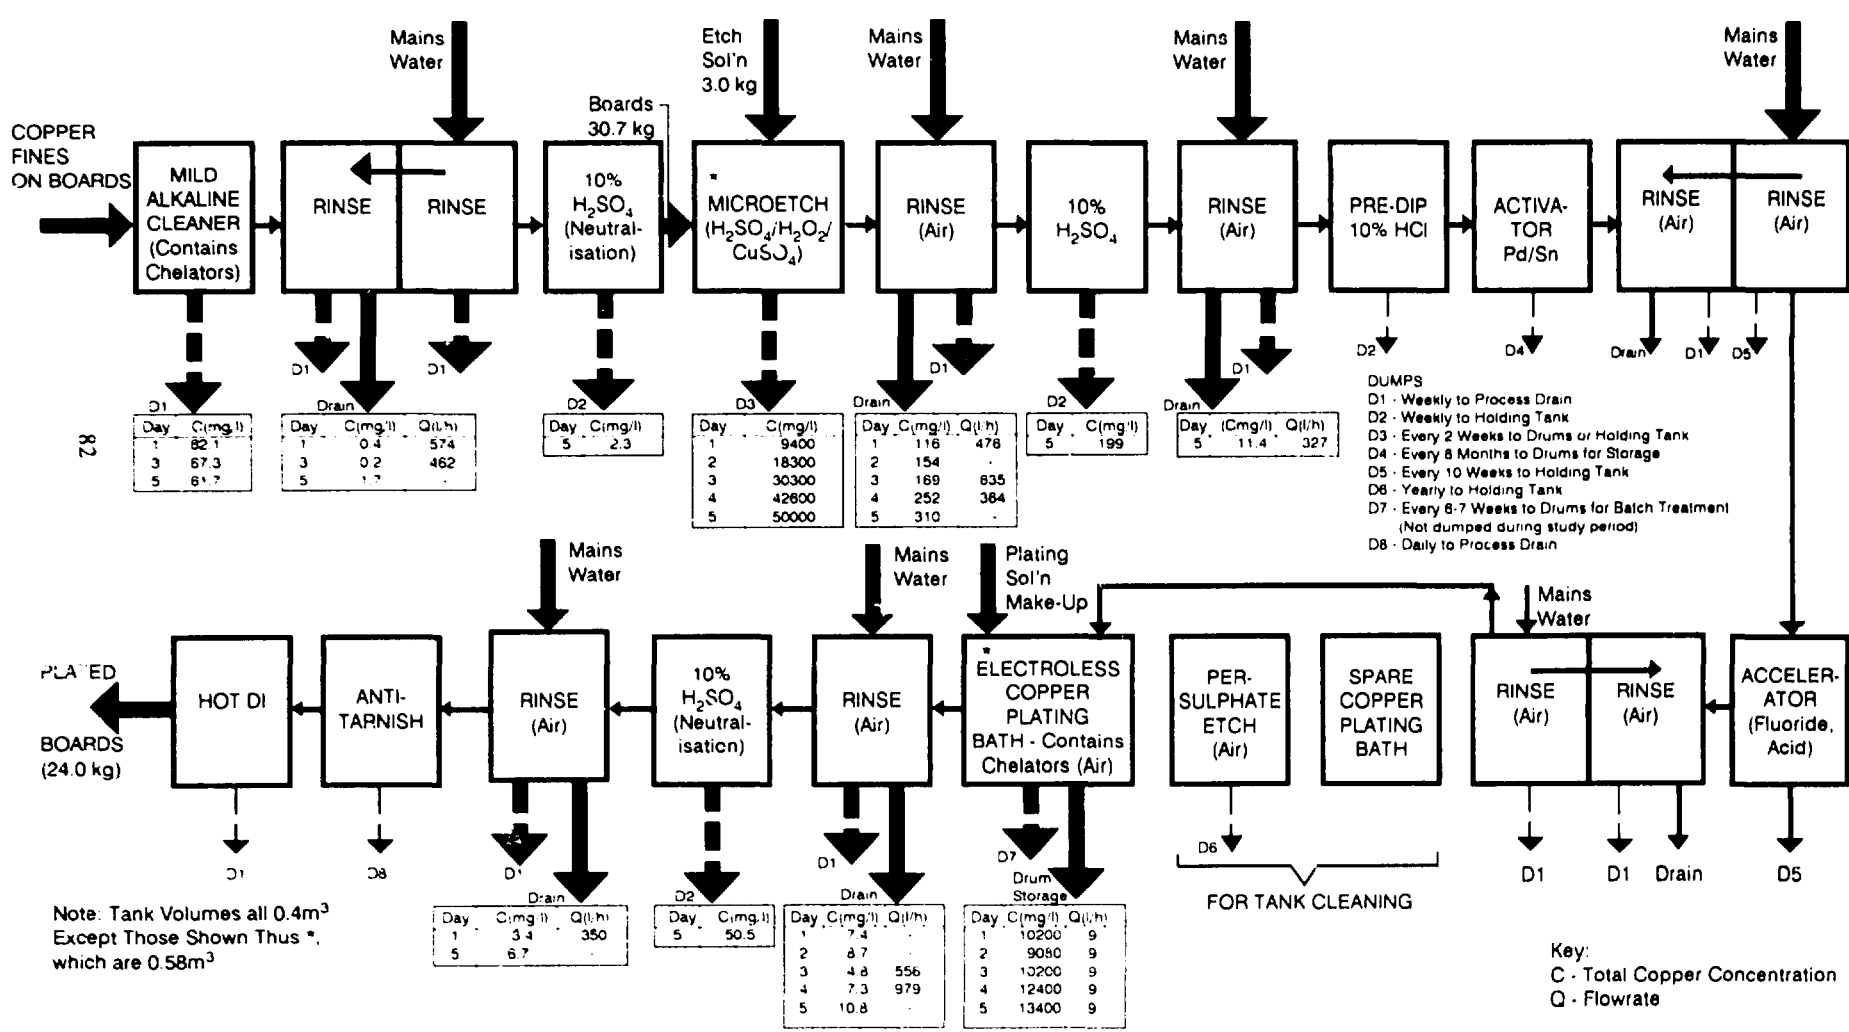 Mains
Water
Etch
Sol'n
3.0 kg
Mains
Water
Mains
Water
Mains
Water
Boards
30.7 kg
COPPER
FINES
ON BOARDS
MILD
ALKALINE
CLEANER
(Contains
Chelators)
RINSE
RINSE
10%
H2SO4
(Neutral-
isation)
*
MICROETCH
(H2SO4/H2O2/
CuSO4)
RINSE
(Air)
10%
H2SO4
RINSE
(Air)
PRE-DIP
10% HCl
ACTIVA-
TOR
Pd/Sn
RINSE
(Air)
RINSE
(Air)
D1
Day C(mg/l)
1 82.1
3 67.3
5 61.7
D1
D1
Drain
Day C(mg/l) Q(l/h)
1 0.4 574
3 0.2 462
5 1.7 -
D2
Day C(mg/l)
5 2.3
D3
Day C(mg/l)
1 9400
2 18300
3 30300
4 42600
5 50000
D1
Drain
Day C(mg/l) Q(l/h)
1 116 476
2 154 -
3 169 635
4 252 364
5 310 -
D2
Day C(mg/l)
5 199
D1
Drain
Day (Cmg/l) Q(l/h)
5 11.4 327
D2
D4
Drain D1 D5
DUMPS
D1 - Weekly to Process Drain
D2 - Weekly to Holding Tank
D3 - Every 2 Weeks to Drums or Holding Tank
D4 - Every 6 Months to Drums for Storage
D5 - Every 10 Weeks to Holding Tank
D6 - Yearly to Holding Tank
D7 - Every 6-7 Weeks to Drums for Batch Treatment
(Not dumped during study period)
D8 - Daily to Process Drain
82
Mains
Water
Mains
Water
Plating
Sol'n
Make-Up
Mains
Water
PLATED
BOARDS
(24.0 kg)
HOT DI
ANTI-
TARNISH
RINSE
(Air)
10%
H2SO4
(Neutral-
isation)
RINSE
(Air)
*
ELECTROLESS
COPPER
PLATING
BATH - Contains
Chelators (Air)
PER-
SULPHATE
ETCH
(Air)
SPARE
COPPER
PLATING
BATH
RINSE
(Air)
RINSE
(Air)
ACCELER-
ATOR
(Fluoride,
Acid)
D1
D8
D1
Drain
Day C(mg/l) Q(l/h)
1 3.4 350
5 6.7 -
D2
Day C(mg/l)
5 50.5
D1
Drain
Day C(mg/l) Q(l/h)
1 7.4 -
2 8.7 -
3 4.8 556
4 7.3 979
5 10.8 -
D7
Drum
Storage
Day C(mg/l) Q(l/h)
1 10200 9
2 9080 9
3 10200 9
4 12400 9
5 13400 9
D6
FOR TANK CLEANING
D1
D1
Drain
D5
Note: Tank Volumes all 0.4m3
Except Those Shown Thus *,
which are 0.58m3
Key:
C - Total Copper Concentration
Q - Flowrate